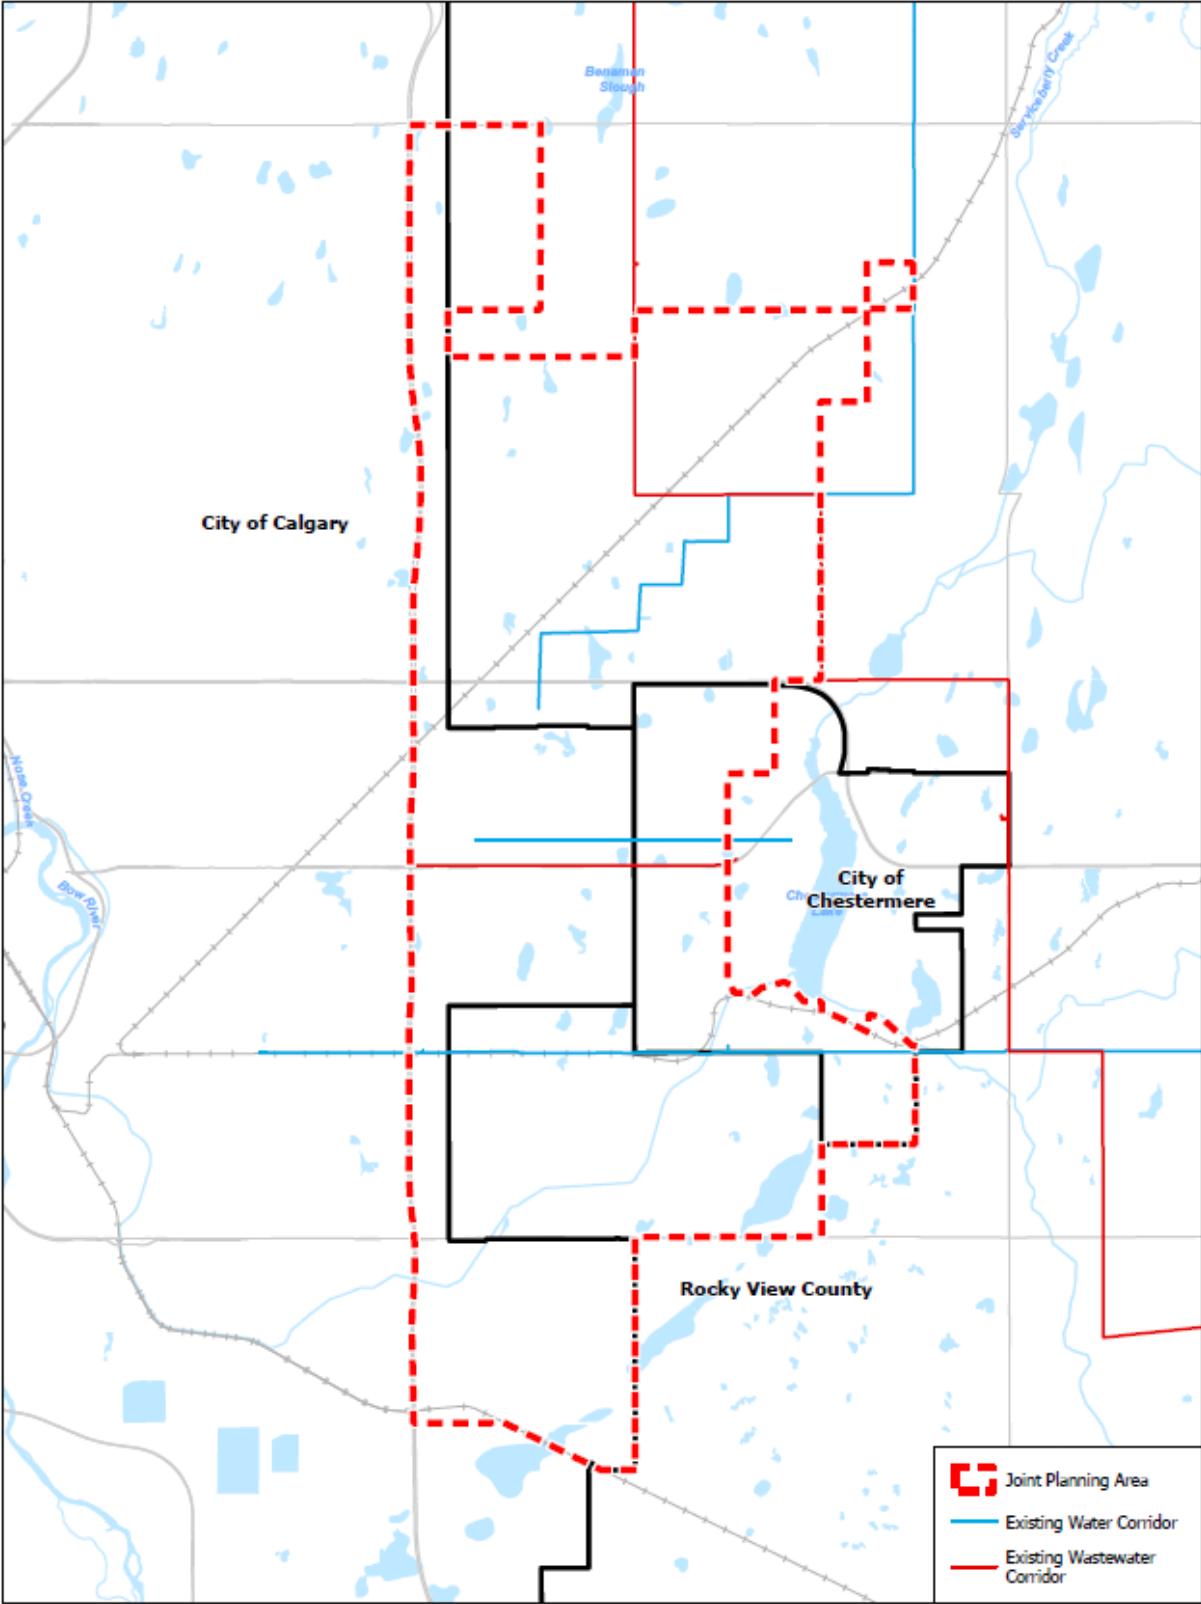 Benaman
Slough
Serviceberry Creek
City of Calgary
Nose Creek
Bow River
City of
Chestermere
Lake
Rocky View County
Joint Planning Area
Existing Water Corridor
Existing Wastewater
Corridor